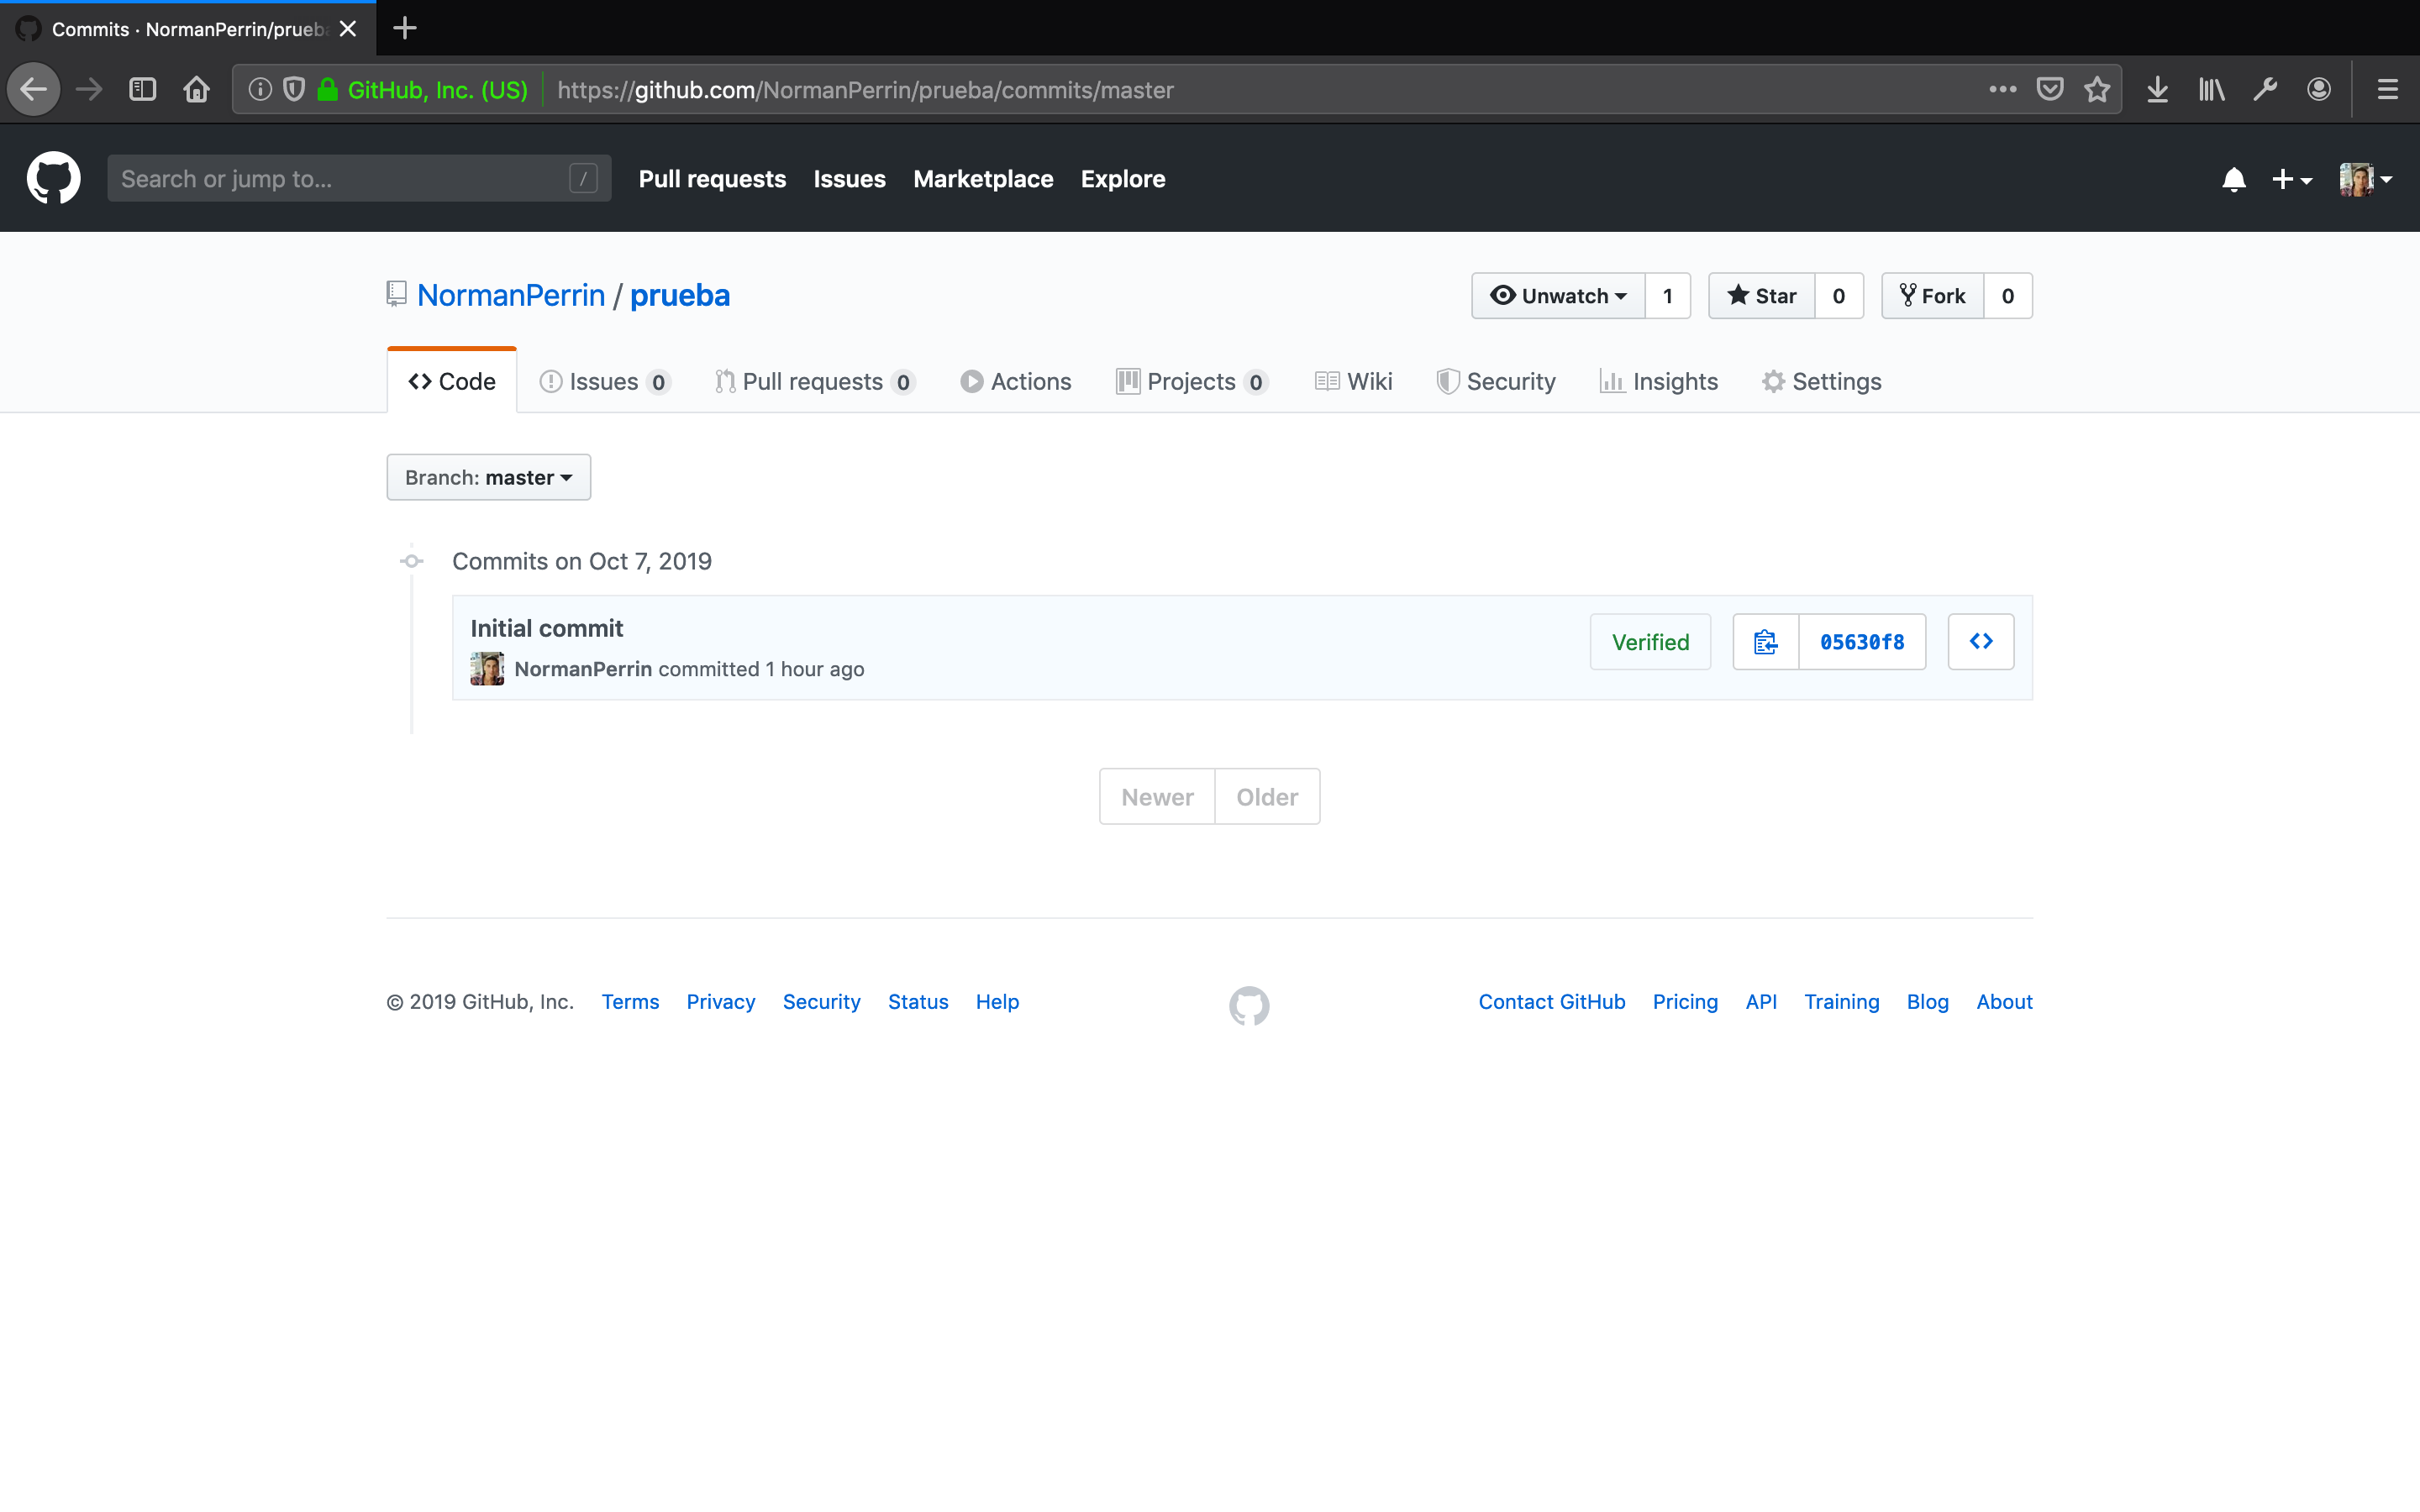 Commits · NormanPerrin/prueba
GitHub, Inc. (US) https://github.com/NormanPerrin/prueba/commits/master
Search or jump to... / Pull requests Issues Marketplace Explore
NormanPerrin / prueba Unwatch 1 Star 0 Fork 0
Code Issues 0 Pull requests 0 Actions Projects 0 Wiki Security Insights Settings
Branch: master
Commits on Oct 7, 2019
Initial commit
Verified 05630f8
NormanPerrin committed 1 hour ago
Newer Older
© 2019 GitHub, Inc. Terms Privacy Security Status Help Contact GitHub Pricing API Training Blog About